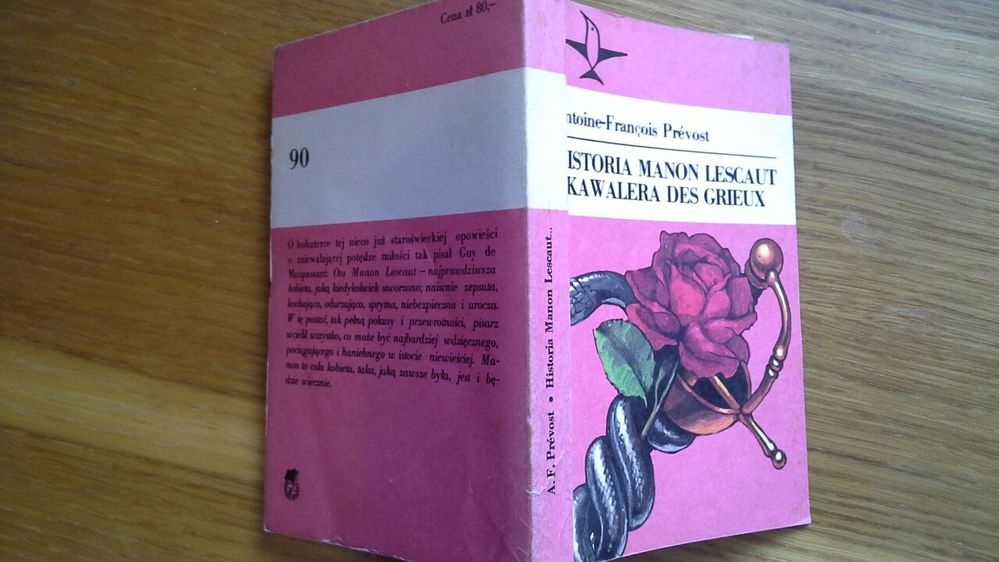 Cena zł 80,-
90
O bohaterce tej nieco już staroświeckiej opowieści
o zniewalającej potędze miłości tak pisał Guy de
Maupassant: Oto Manon Lescaut – najprawdziwsza
kobieta, jaką kiedykolwiek stworzono; naiwnie zepsuta,
kochająca, odurzająca, sprytna, niebezpieczna i urocza.
W tę postać, tak pełną pokusy i przewrotności, pisarz
wcielił wszystko, co może być najbardziej wdzięcznego,
pociągającego i haniebnego w istocie niewieściej. Ma-
non to cała kobieta, taka, jaką zawsze była, jest i bę-
dzie wiecznie.
A. F. Prévost • Historia Manon Lescaut...
ntoine-François Prévost
ISTORIA MANON LESCAUT
KAWALERA DES GRIEUX